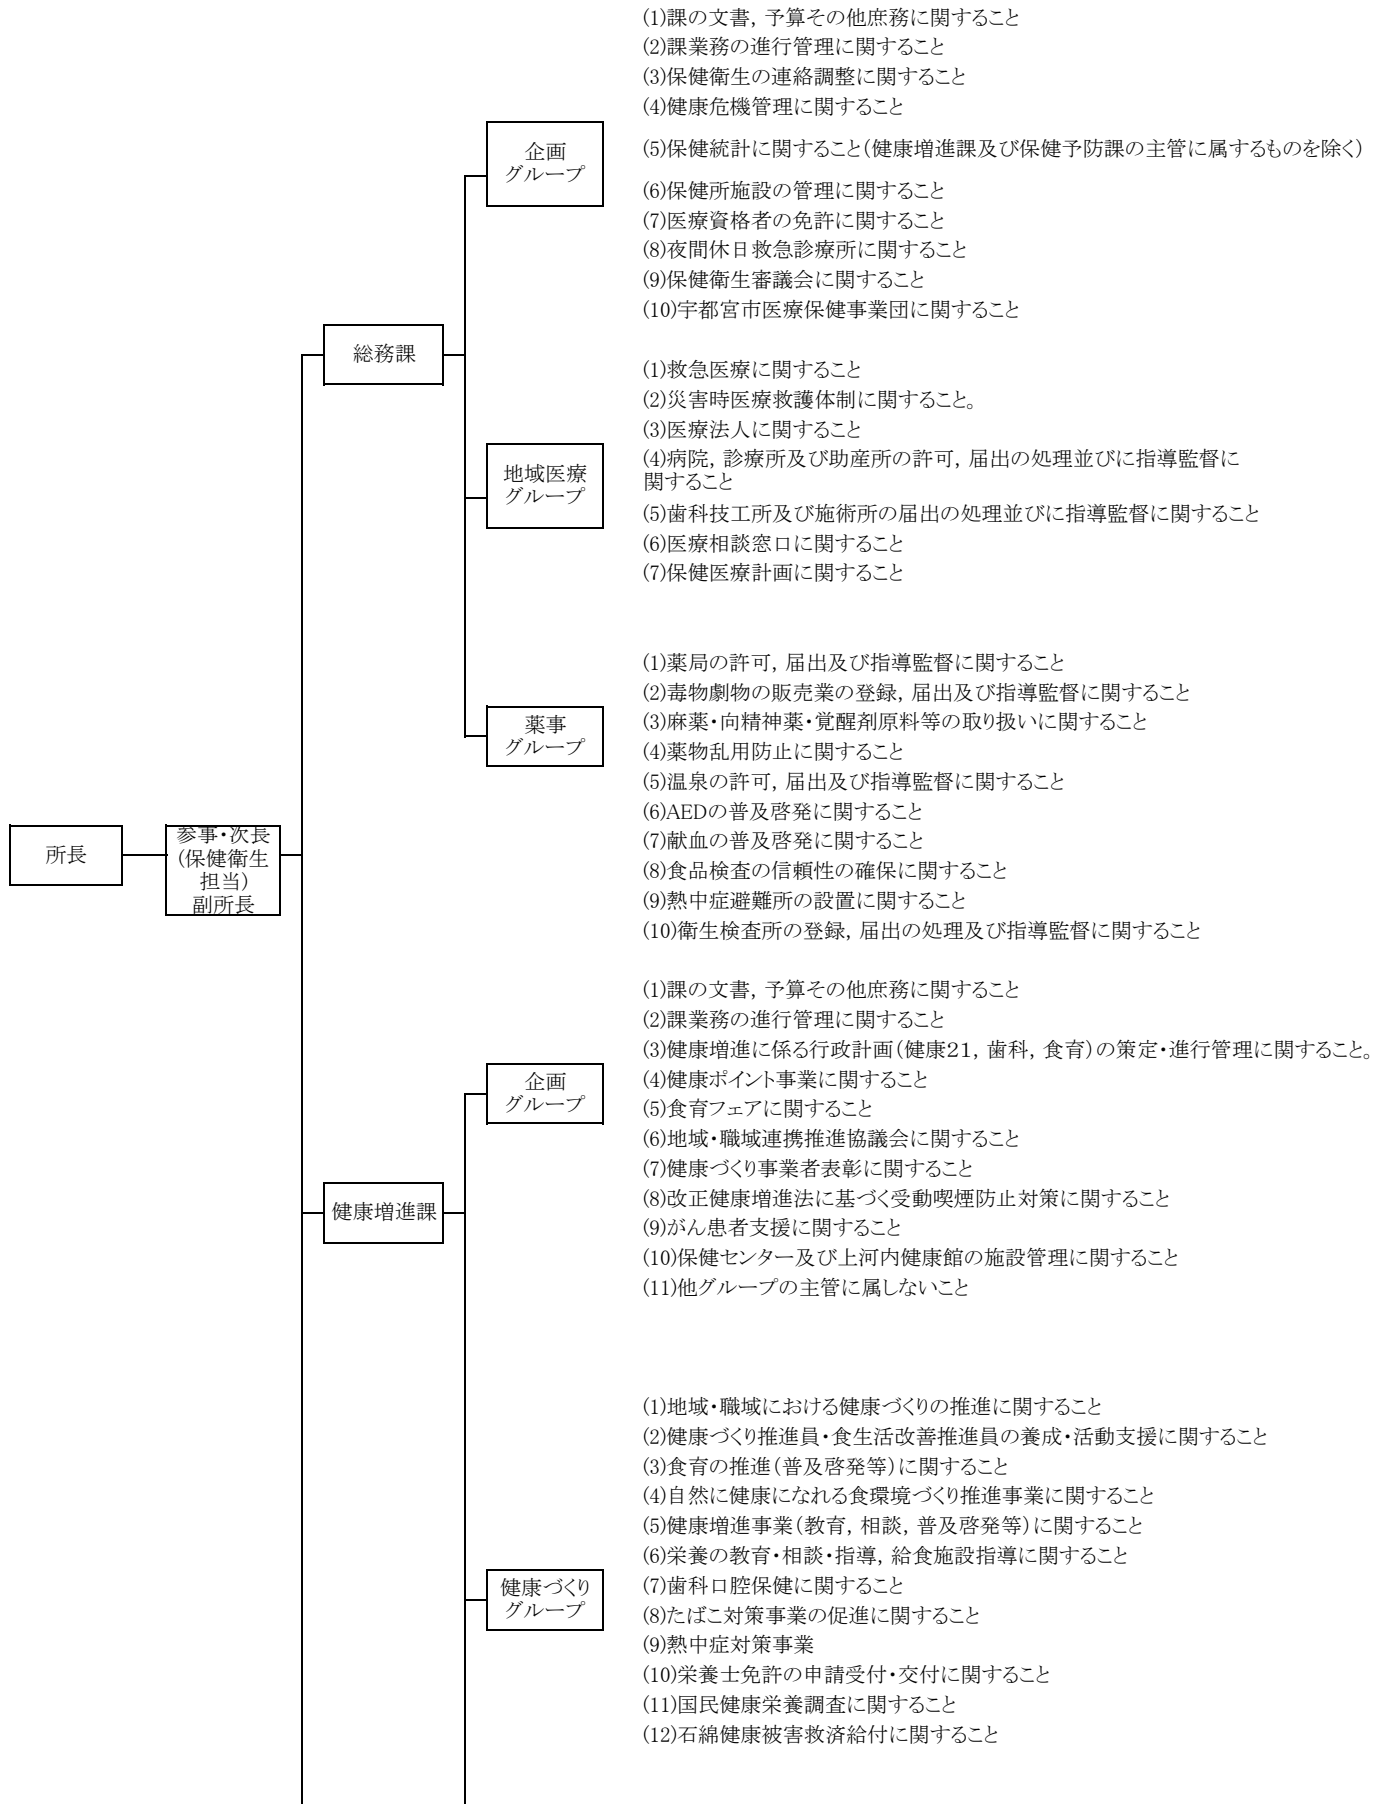 (1)課の文書，予算その他庶務に関すること
(2)課業務の進行管理に関すること
(3)保健衛生の連絡調整に関すること
(4)健康危機管理に関すること
企画
グループ
(5)保健統計に関すること（健康増進課及び保健予防課の主管に属するものを除く）
(6)保健所施設の管理に関すること
(7)医療資格者の免許に関すること
(8)夜間休日救急診療所に関すること
(9)保健衛生審議会に関すること
(10)宇都宮市医療保健事業団に関すること
総務課
(1)救急医療に関すること
(2)災害時医療救護体制に関すること。
(3)医療法人に関すること
地域医療
グループ
(4)病院，診療所及び助産所の許可，届出の処理並びに指導監督に
関すること
(5)歯科技工所及び施術所の届出の処理並びに指導監督に関すること
(6)医療相談窓口に関すること
(7)保健医療計画に関すること
(1)薬局の許可，届出及び指導監督に関すること
(2)毒物劇物の販売業の登録，届出及び指導監督に関すること
薬事
グループ
(3)麻薬・向精神薬・覚醒剤原料等の取り扱いに関すること
(4)薬物乱用防止に関すること
(5)温泉の許可，届出及び指導監督に関すること
(6)AEDの普及啓発に関すること
所長
参事・次長
(保健衛生
担当)
副所長
(7)献血の普及啓発に関すること
(8)食品検査の信頼性の確保に関すること
(9)熱中症避難所の設置に関すること
(10)衛生検査所の登録，届出の処理及び指導監督に関すること
(1)課の文書，予算その他庶務に関すること
(2)課業務の進行管理に関すること
(3)健康増進に係る行政計画（健康２１，歯科，食育）の策定・進行管理に関すること。
企画
グループ
(4)健康ポイント事業に関すること
(5)食育フェアに関すること
(6)地域・職域連携推進協議会に関すること
(7)健康づくり事業者表彰に関すること
健康増進課
(8)改正健康増進法に基づく受動喫煙防止対策に関すること
(9)がん患者支援に関すること
(10)保健センター及び上河内健康館の施設管理に関すること
(11)他グループの主管に属しないこと
(1)地域・職域における健康づくりの推進に関すること
(2)健康づくり推進員・食生活改善推進員の養成・活動支援に関すること
(3)食育の推進（普及啓発等）に関すること
(4)自然に健康になれる食環境づくり推進事業に関すること
(5)健康増進事業（教育，相談，普及啓発等）に関すること
(6)栄養の教育・相談・指導，給食施設指導に関すること
健康づくり
グループ
(7)歯科口腔保健に関すること
(8)たばこ対策事業の促進に関すること
(9)熱中症対策事業
(10)栄養士免許の申請受付・交付に関すること
(11)国民健康栄養調査に関すること
(12)石綿健康被害救済給付に関すること